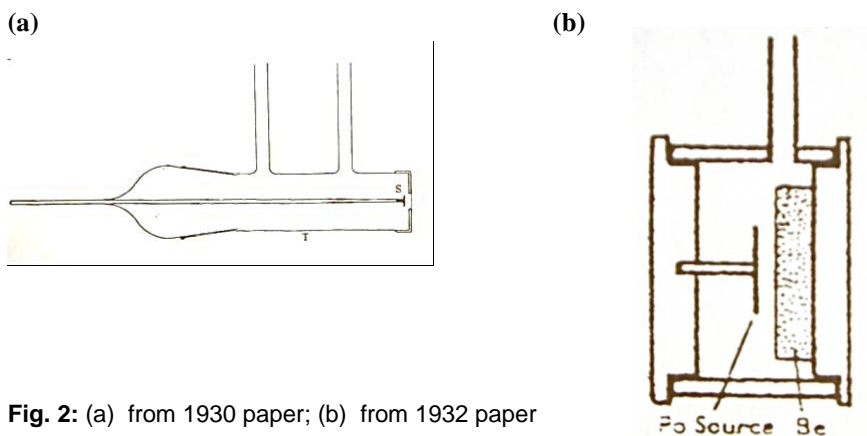 (a)
(b)
S
T
Po Source Be
Fig. 2: (a) from 1930 paper; (b) from 1932 paper